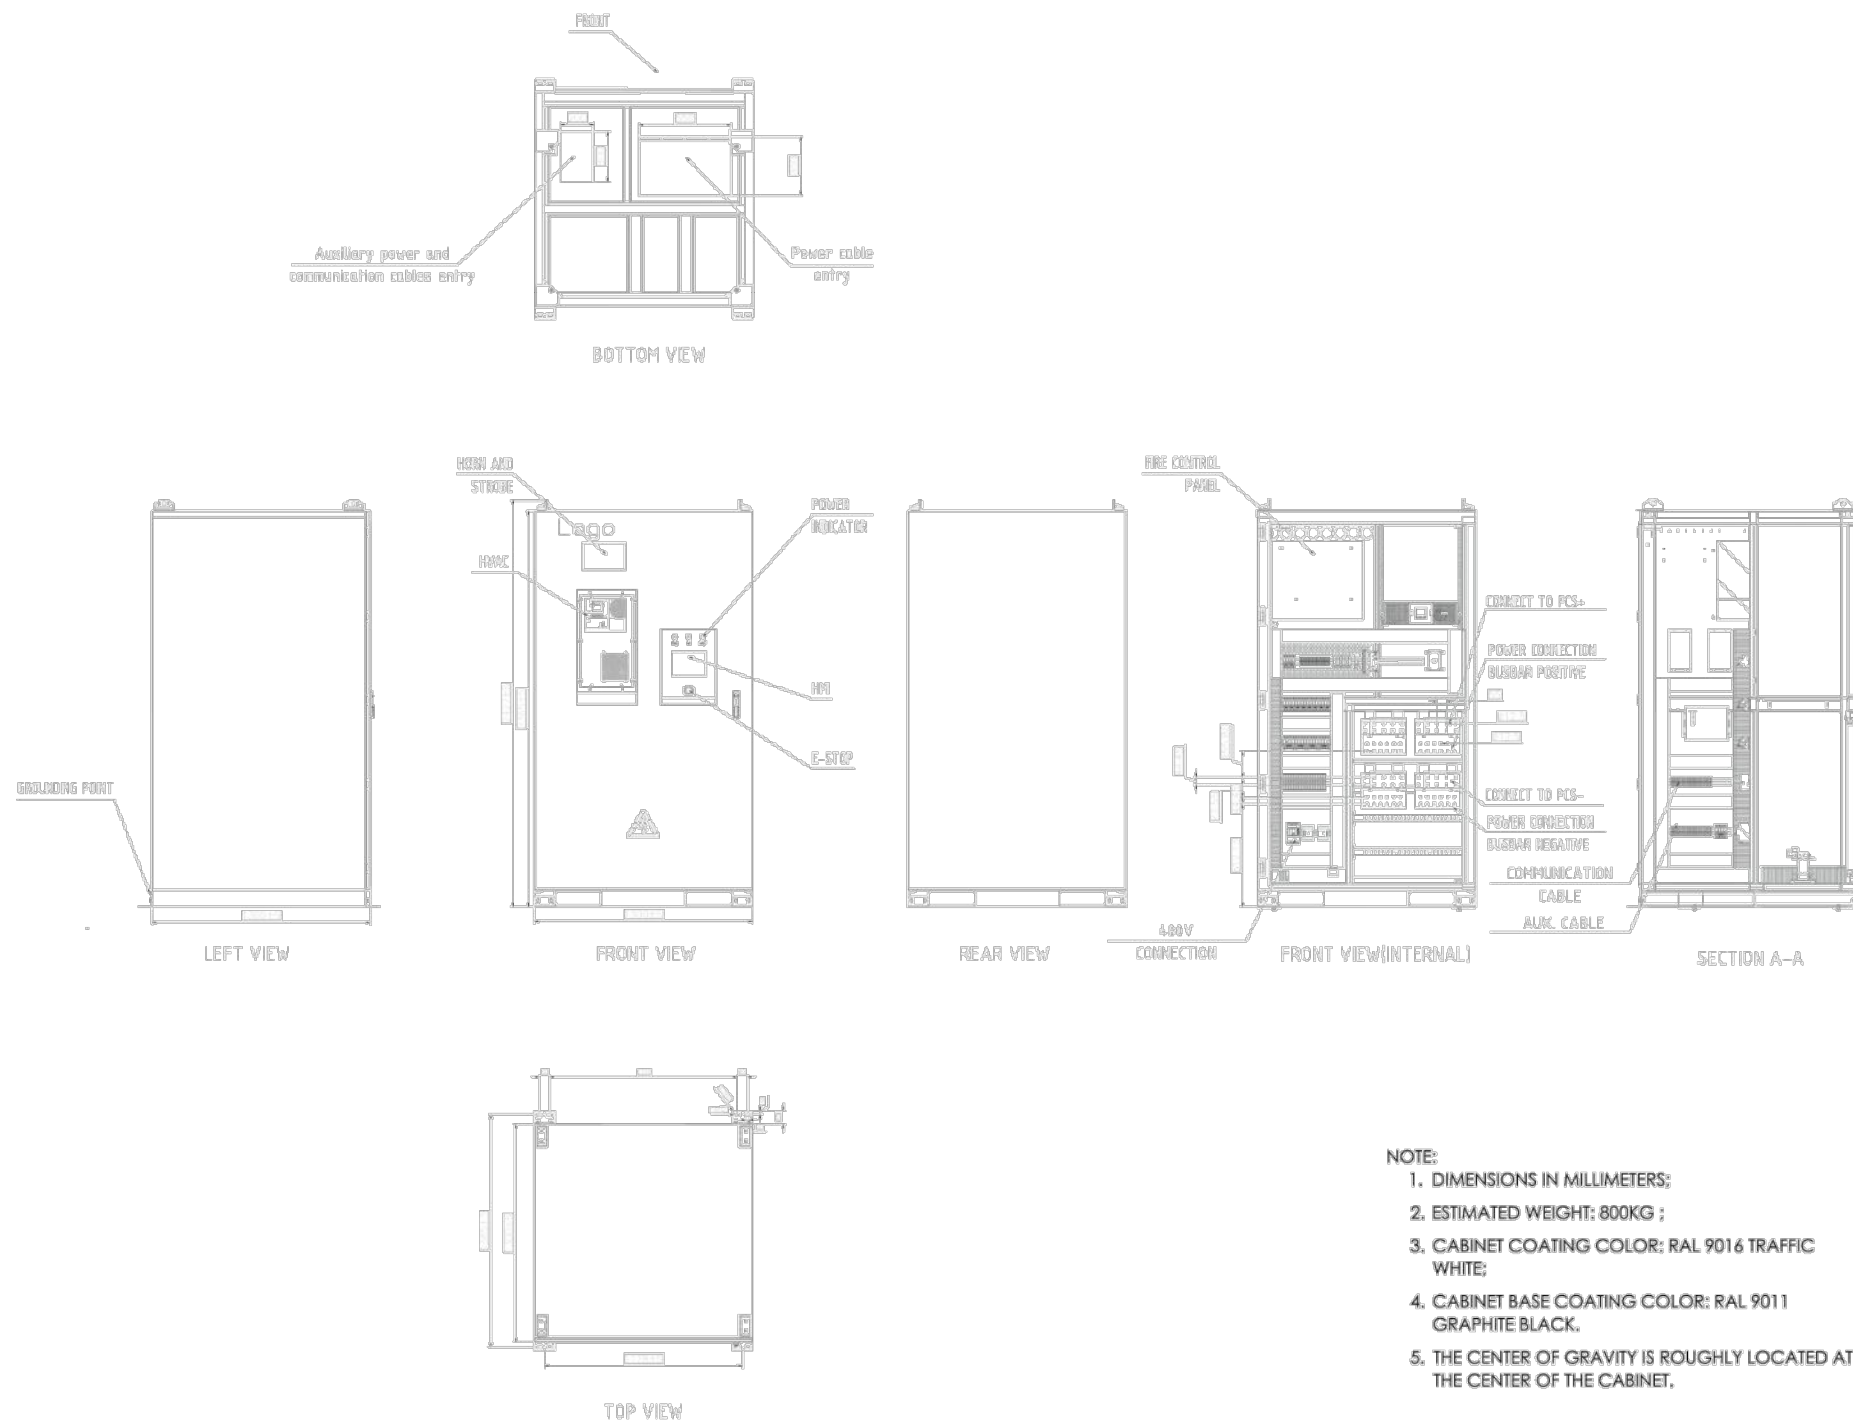 FRONT
Auxiliary power and
communication cables entry
Power cable
entry
BOTTOM VIEW
HORN AND
STROBE
Logo
HVAC
POWER
INDICATOR
HMI
E-STOP
GROUNDING POINT
LEFT VIEW
FRONT VIEW
REAR VIEW
FIRE CONTROL
PANEL
CONNECT TO PCS+
POWER CONNECTION
BUSBAR POSITIVE
CONNECT TO PCS-
POWER CONNECTION
BUSBAR NEGATIVE
COMMUNICATION
CABLE
AUX. CABLE
480V
CONNECTION
FRONT VIEW(INTERNAL)
SECTION A-A
TOP VIEW
NOTE:
1. DIMENSIONS IN MILLIMETERS;
2. ESTIMATED WEIGHT: 800KG ;
3. CABINET COATING COLOR: RAL 9016 TRAFFIC
WHITE;
4. CABINET BASE COATING COLOR: RAL 9011
GRAPHITE BLACK.
5. THE CENTER OF GRAVITY IS ROUGHLY LOCATED AT
THE CENTER OF THE CABINET.